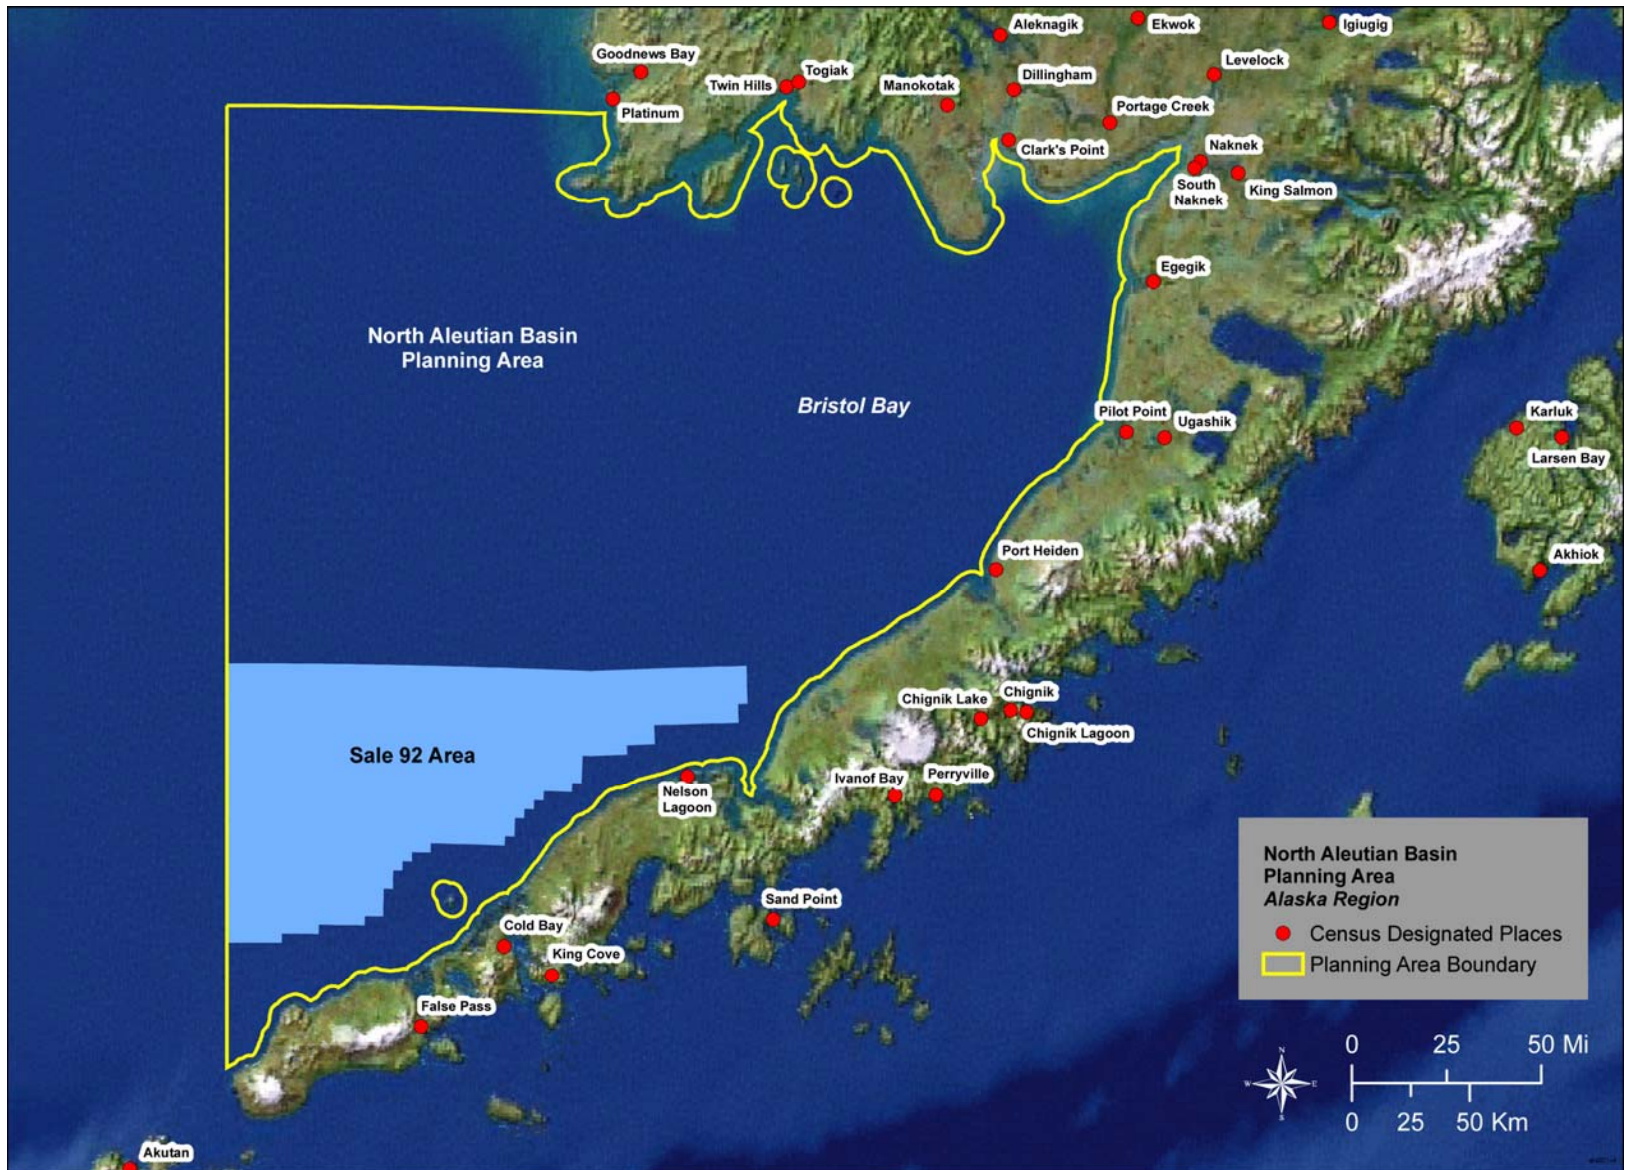 Aleknagik
Ekwok
Igiugig
Goodnews Bay
Levelock
Twin Hills
Togiak
Manokotak
Dillingham
Platinum
Portage Creek
Clark's Point
Naknek
South
Naknek
King Salmon
Egegik
North Aleutian Basin
Planning Area
Bristol Bay
Pilot Point
Ugashik
Karluk
Larsen Bay
Port Heiden
Akhiok
Chignik Lake
Chignik
Chignik Lagoon
Sale 92 Area
Nelson
Lagoon
Ivanof Bay
Perryville
Sand Point
Cold Bay
King Cove
False Pass
Akutan
North Aleutian Basin
Planning Area
Alaska Region
Census Designated Places
Planning Area Boundary
N
W
E
S
0 25 50 Mi
0 25 50 Km